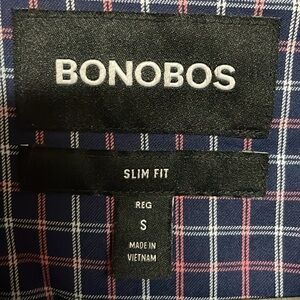 BONOBOS
SLIM FIT
REG
S
MADE IN
VIETNAM